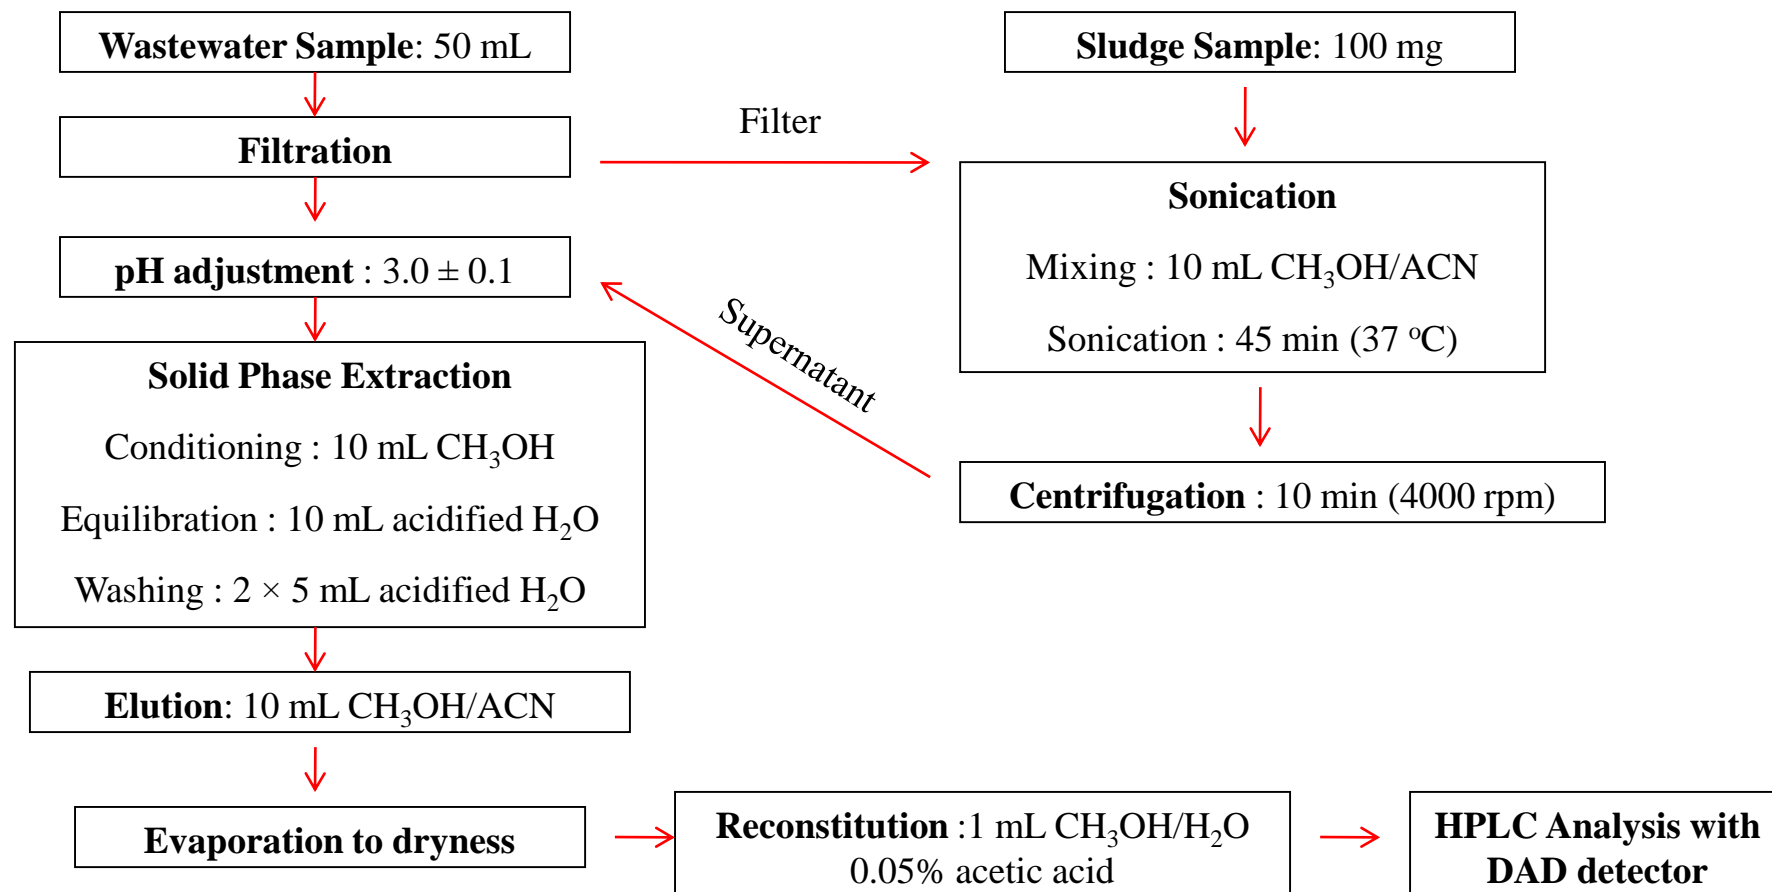 Wastewater Sample: 50 mL
Filtration
pH adjustment : 3.0 ± 0.1
Solid Phase Extraction
Conditioning : 10 mL CH₃OH
Equilibration : 10 mL acidified H₂O
Washing : 2 × 5 mL acidified H₂O
Elution: 10 mL CH₃OH/ACN
Evaporation to dryness
Filter
Supernatant
Sludge Sample: 100 mg
Sonication
Mixing : 10 mL CH₃OH/ACN
Sonication : 45 min (37 °C)
Centrifugation : 10 min (4000 rpm)
Reconstitution :1 mL CH₃OH/H₂O
0.05% acetic acid
HPLC Analysis with
DAD detector